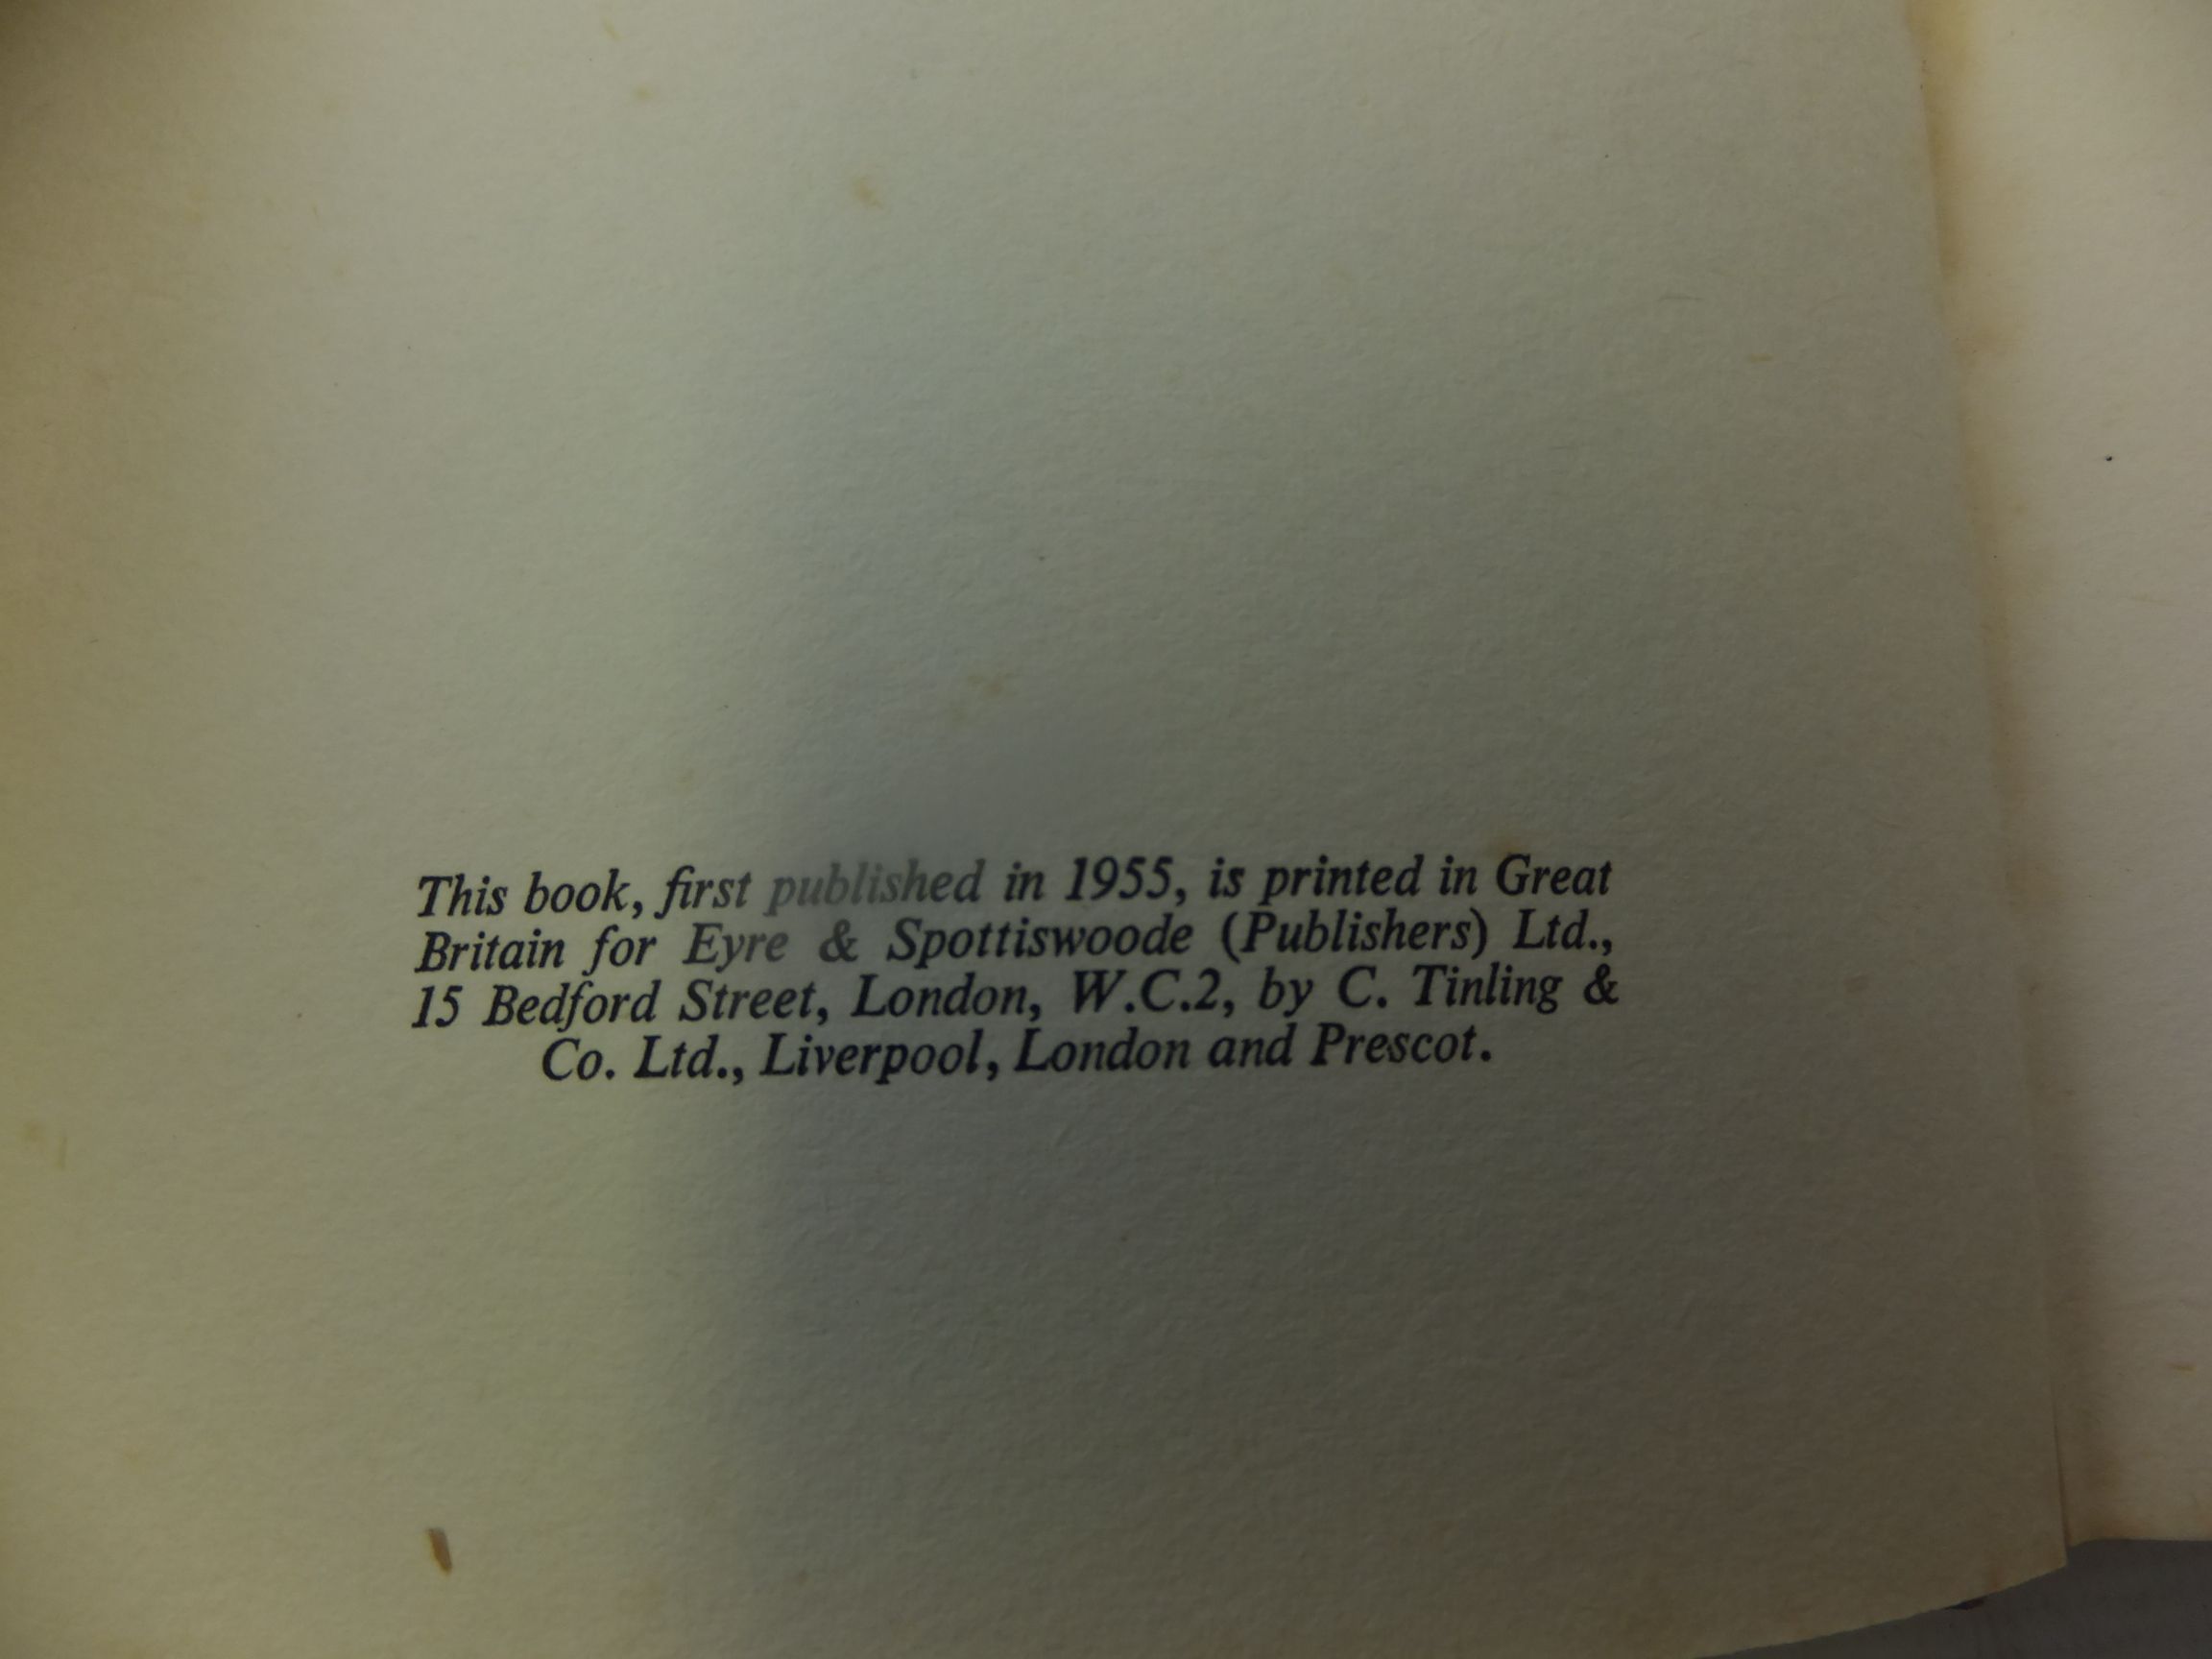 This book, first published in 1955, is printed in Great
Britain for Eyre & Spottiswoode (Publishers) Ltd.,
15 Bedford Street, London, W.C.2, by C. Tinling &
Co. Ltd., Liverpool, London and Prescot.